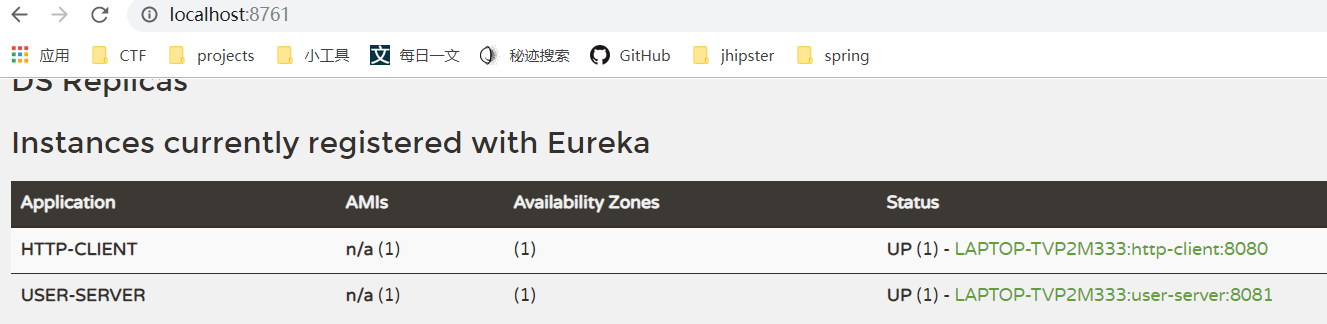 localhost:8761
应用 CTF projects 小工具 文 每日一文 秘迹搜索 GitHub jhipster spring
DS Replicas
Instances currently registered with Eureka
Application AMIs Availability Zones Status
HTTP-CLIENT n/a (1) (1) UP (1) - LAPTOP-TVP2M333:http-client:8080
USER-SERVER n/a (1) (1) UP (1) - LAPTOP-TVP2M333:user-server:8081